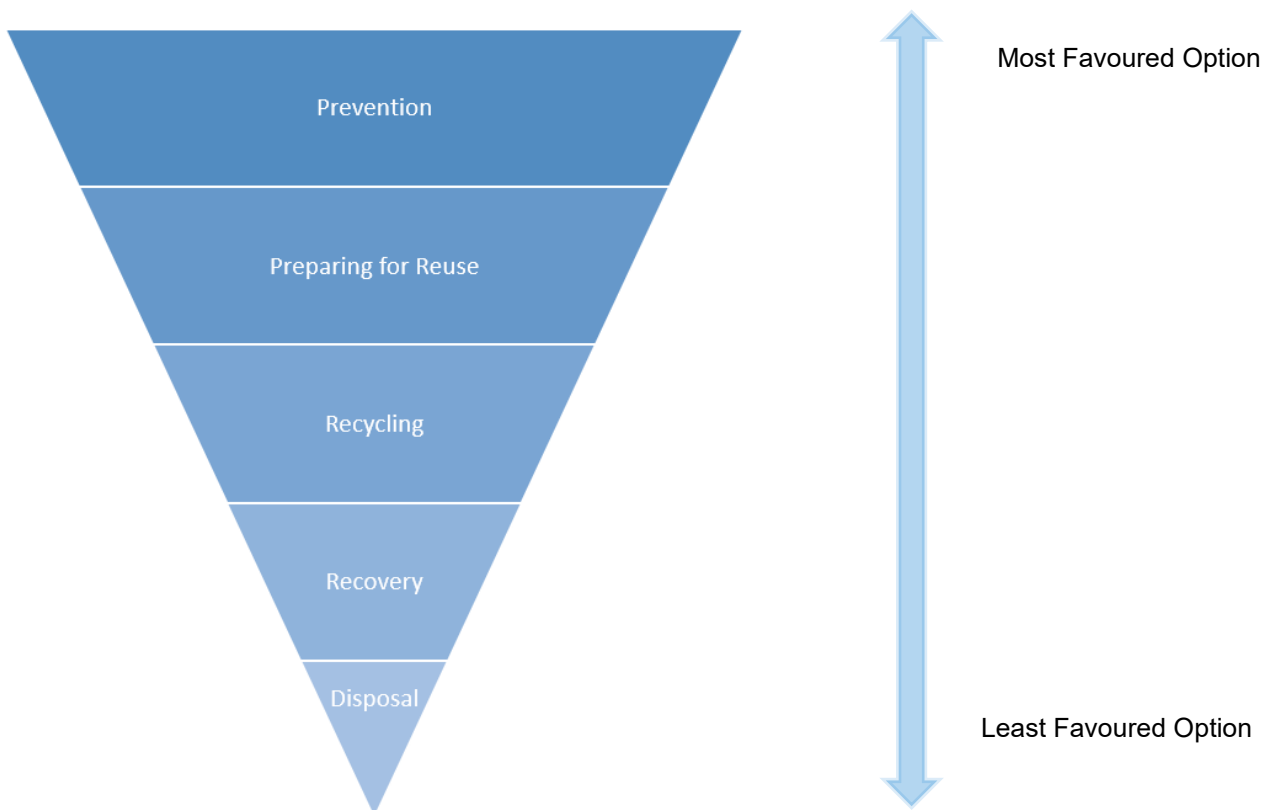 Most Favoured Option
Prevention
Preparing for Reuse
Recycling
Recovery
Disposal
Least Favoured Option